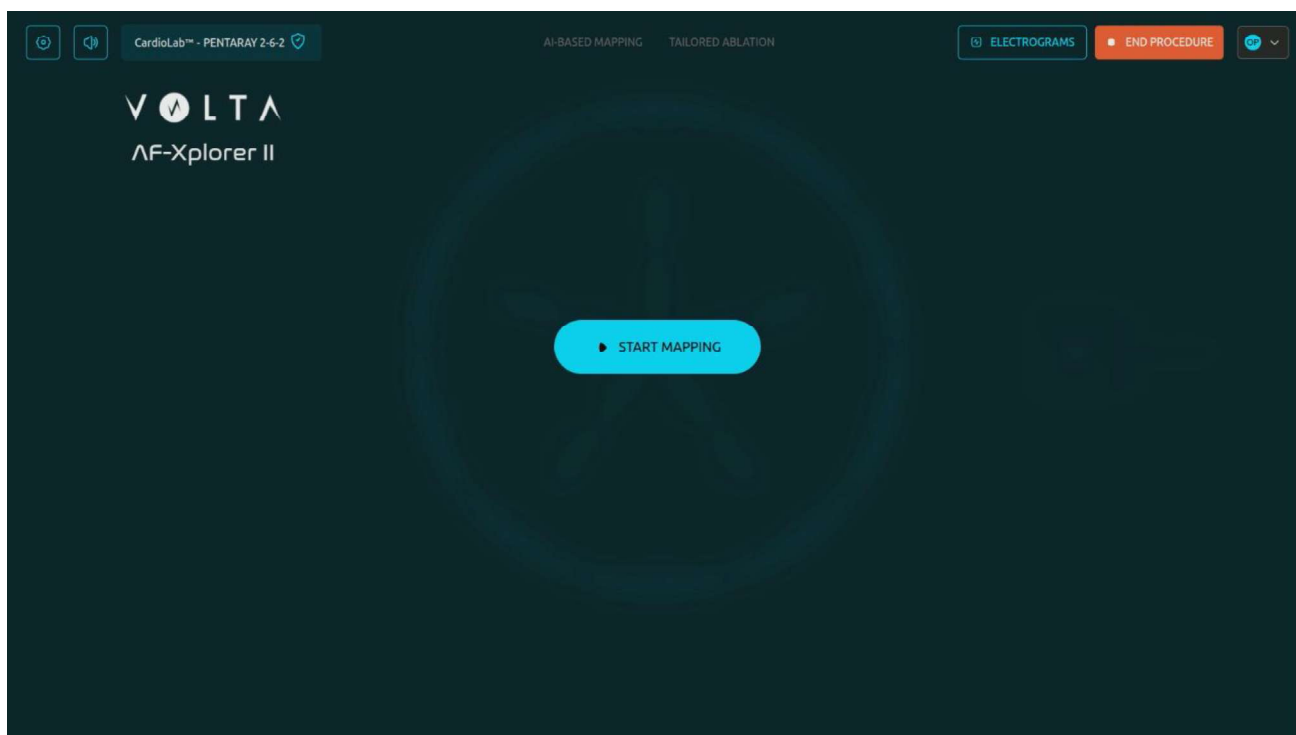 CardioLab™ - PENTARAY 2-6-2
AI-BASED MAPPING
TAILORED ABLATION
ELECTROGRAMS
END PROCEDURE
OP
VOLTA
AF-Xplorer II
START MAPPING